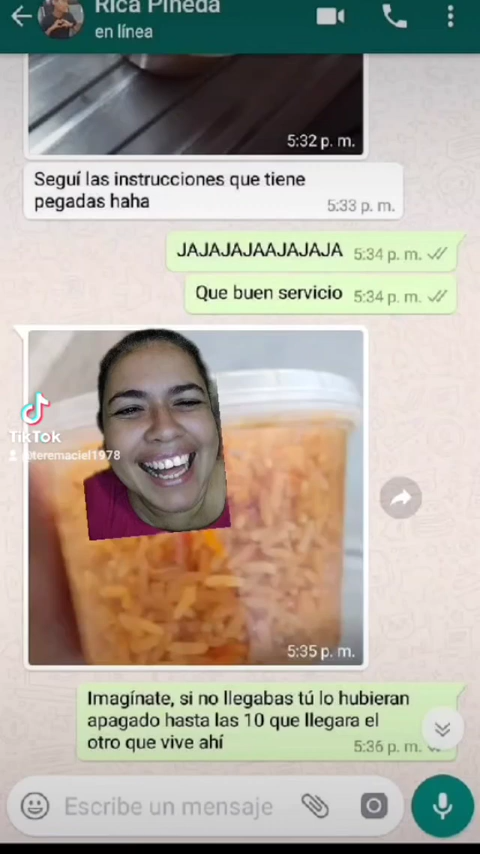 Rica Pineda
en línea
5:32 p. m.
Seguí las instrucciones que tiene
pegadas haha
5:33 p. m.
JAJAJAJAAJAJAJA 5:34 p. m.
Que buen servicio 5:34 p. m.
TikTok
@teremaciel1978
5:35 p. m.
Imagínate, si no llegabas tú lo hubieran
apagado hasta las 10 que llegara el
otro que vive ahí
5:36 p. m.
Escribe un mensaje